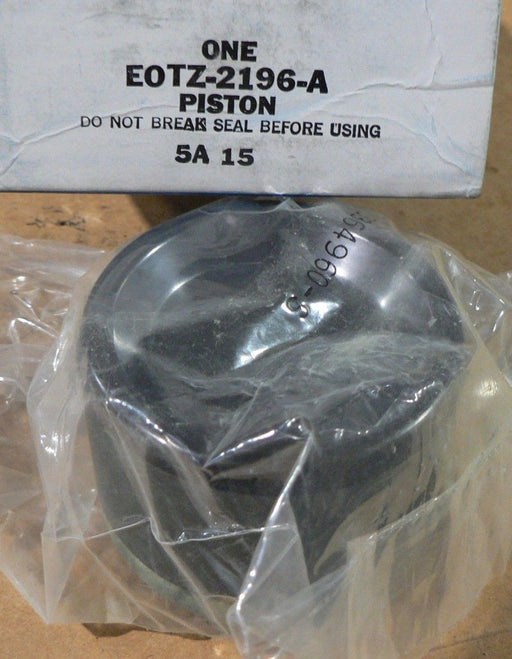 ONE
EOTZ-2196-A
PISTON
DO NOT BREAK SEAL BEFORE USING
5A 15